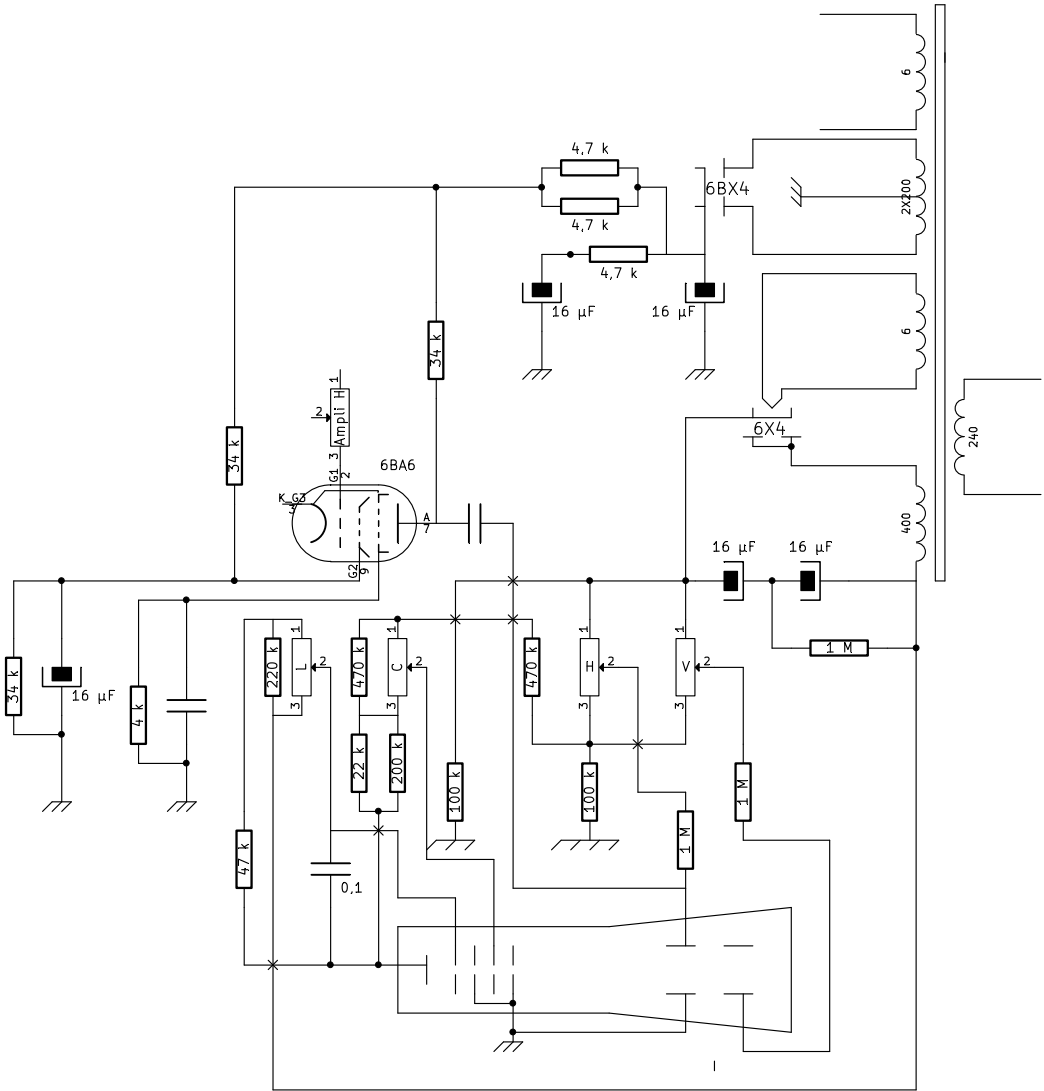 6
4,7 k
6BX4
2X200
4,7 k
4,7 k
16 µF
16 µF
34 k
6
1
2
Ampli H
3
6X4
240
34 k
6BA6
G1
2
K_G3
3
A
7
400
G2
9
16 µF
16 µF
1
1
1
1
34 k
16 µF
4 k
220 k
L
2
3
470 k
C
2
3
470 k
H
2
3
V
2
3
1 M
22 k
200 k
100 k
100 k
1 M
1 M
47 k
0,1